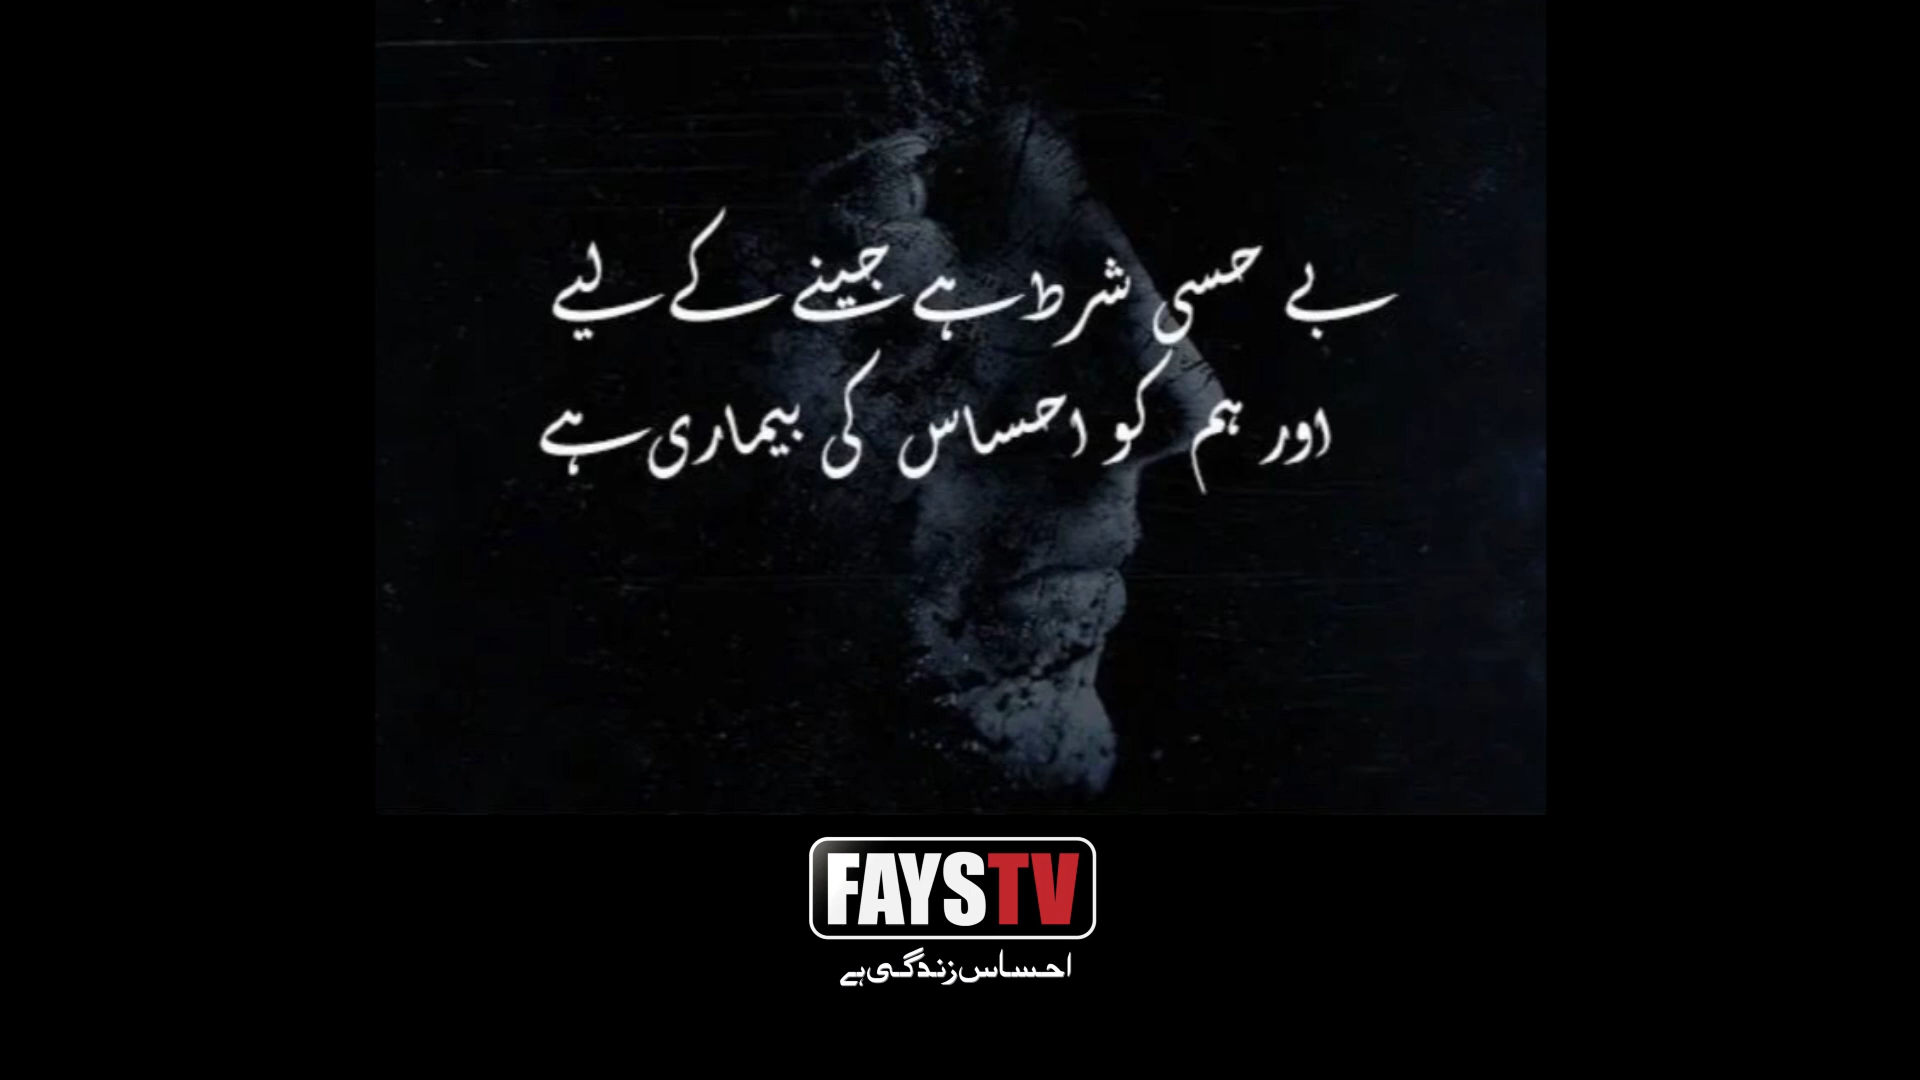 بے حسی شرط ہے جینے کے لیے
اور ہم کو احساس کی بیماری ہے
FAYSTV
احساس زندگی ہے